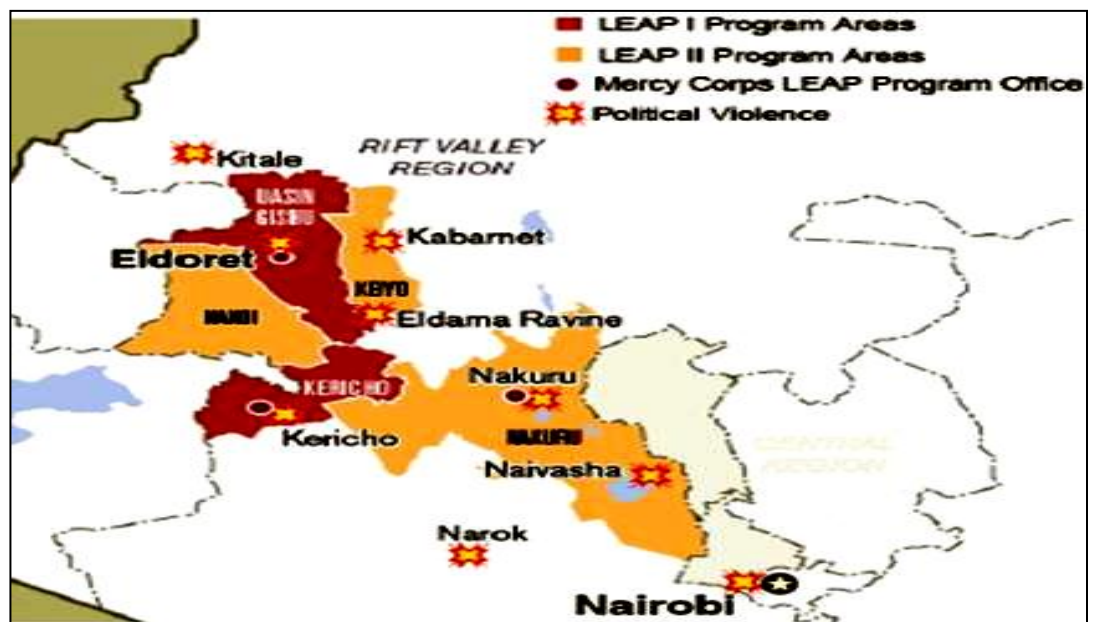 LEAP I Program Areas
LEAP II Program Areas
Mercy Corps LEAP Program Office
Political Violence
RIFT VALLEY
REGION
Kitale
UASIN
GISHU
Kabarnet
Eldoret
KEIYO
NANDI
Eldama Ravine
KERICHO
Nakuru
Kericho
NAKURU
CENTRAL
REGION
Naivasha
Narok
Nairobi